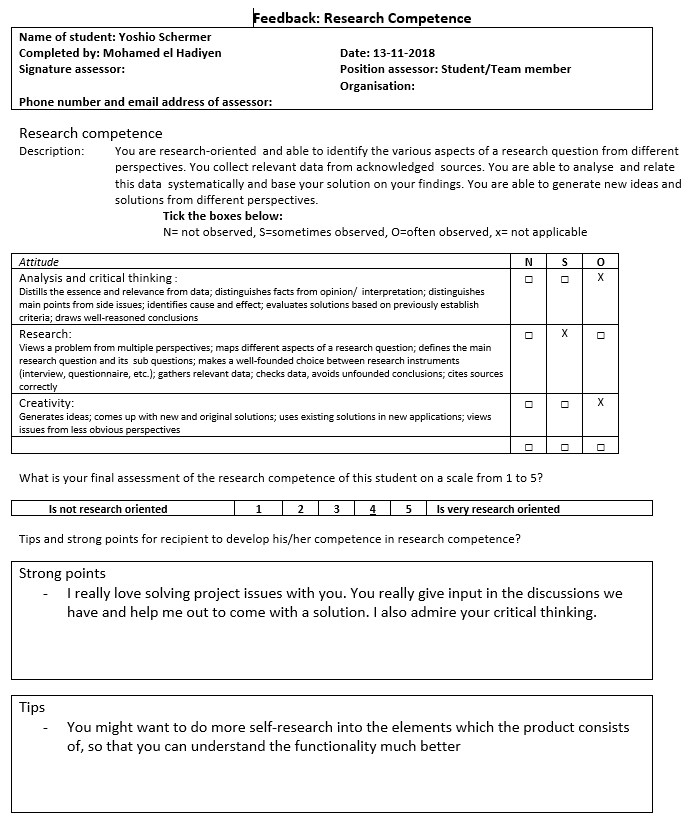 Feedback: Research Competence
Name of student: Yoshio Schermer
Completed by: Mohamed el Hadiyen Date: 13-11-2018
Signature assessor: Position assessor: Student/Team member
Organisation:
Phone number and email address of assessor:
Research competence
Description: You are research-oriented and able to identify the various aspects of a research question from different
perspectives. You collect relevant data from acknowledged sources. You are able to analyse and relate
this data systematically and base your solution on your findings. You are able to generate new ideas and
solutions from different perspectives.
Tick the boxes below:
N= not observed, S=sometimes observed, O=often observed, x= not applicable
Attitude N S O
Analysis and critical thinking : □ □ X
Distills the essence and relevance from data; distinguishes facts from opinion/ interpretation; distinguishes
main points from side issues; identifies cause and effect; evaluates solutions based on previously establish
criteria; draws well-reasoned conclusions
Research: □ X □
Views a problem from multiple perspectives; maps different aspects of a research question; defines the main
research question and its sub questions; makes a well-founded choice between research instruments
(interview, questionnaire, etc.); gathers relevant data; checks data, avoids unfounded conclusions; cites sources
correctly
Creativity: □ □ X
Generates ideas; comes up with new and original solutions; uses existing solutions in new applications; views
issues from less obvious perspectives
□ □ □
What is your final assessment of the research competence of this student on a scale from 1 to 5?
Is not research oriented 1 2 3 4 5 Is very research oriented
Tips and strong points for recipient to develop his/her competence in research competence?
Strong points
- I really love solving project issues with you. You really give input in the discussions we
have and help me out to come with a solution. I also admire your critical thinking.
Tips
- You might want to do more self-research into the elements which the product consists
of, so that you can understand the functionality much better